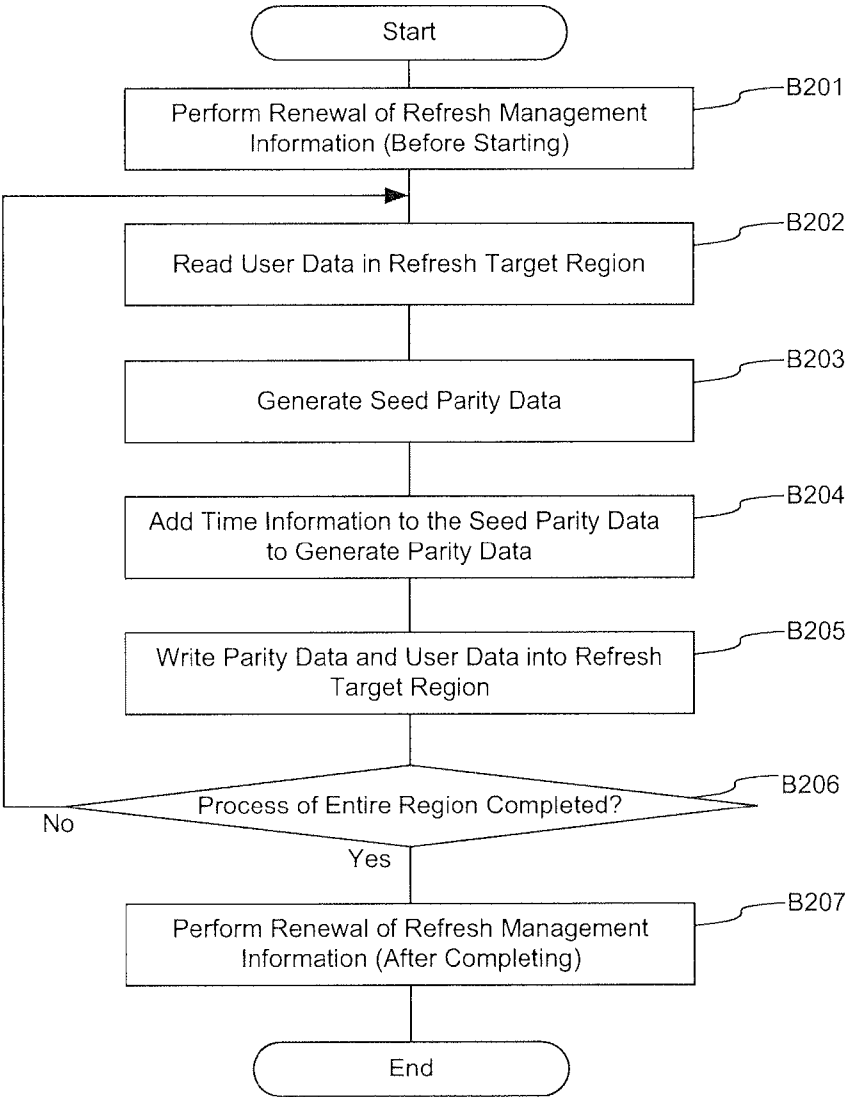 Start
B201
Perform Renewal of Refresh Management
Information (Before Starting)
B202
Read User Data in Refresh Target Region
B203
Generate Seed Parity Data
B204
Add Time Information to the Seed Parity Data
to Generate Parity Data
B205
Write Parity Data and User Data into Refresh
Target Region
B206
Process of Entire Region Completed?
No
Yes
B207
Perform Renewal of Refresh Management
Information (After Completing)
End